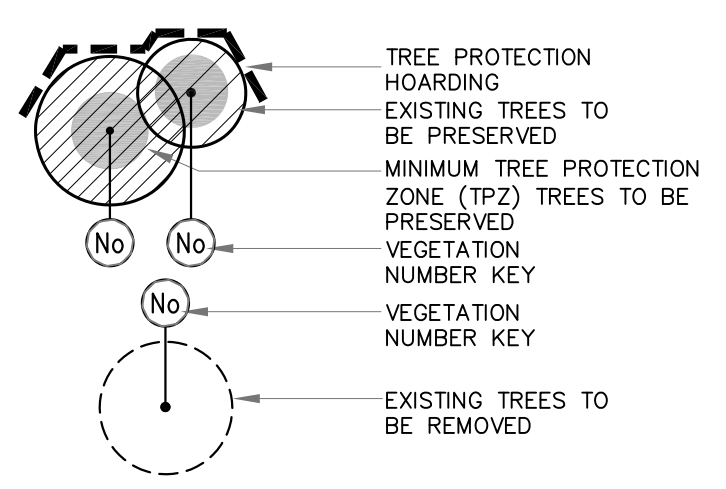 TREE PROTECTION
HOARDING
EXISTING TREES TO
BE PRESERVED
MINIMUM TREE PROTECTION
ZONE (TPZ) TREES TO BE
PRESERVED
No
No
VEGETATION
NUMBER KEY
No
VEGETATION
NUMBER KEY
EXISTING TREES TO
BE REMOVED